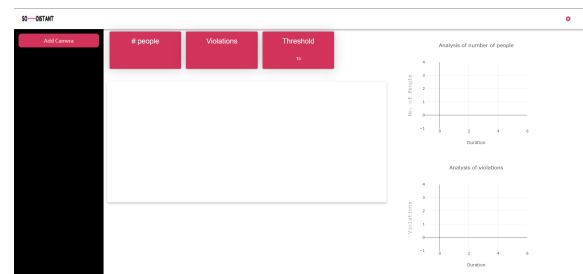 SO—DISTANT
Add Camera
# people
Violations
Threshold
15
Analysis of number of people
4
3
2
1
0
−1
0
2
4
6
No. of People
Duration
Analysis of violations
4
3
2
1
0
−1
0
2
4
6
Violations
Duration